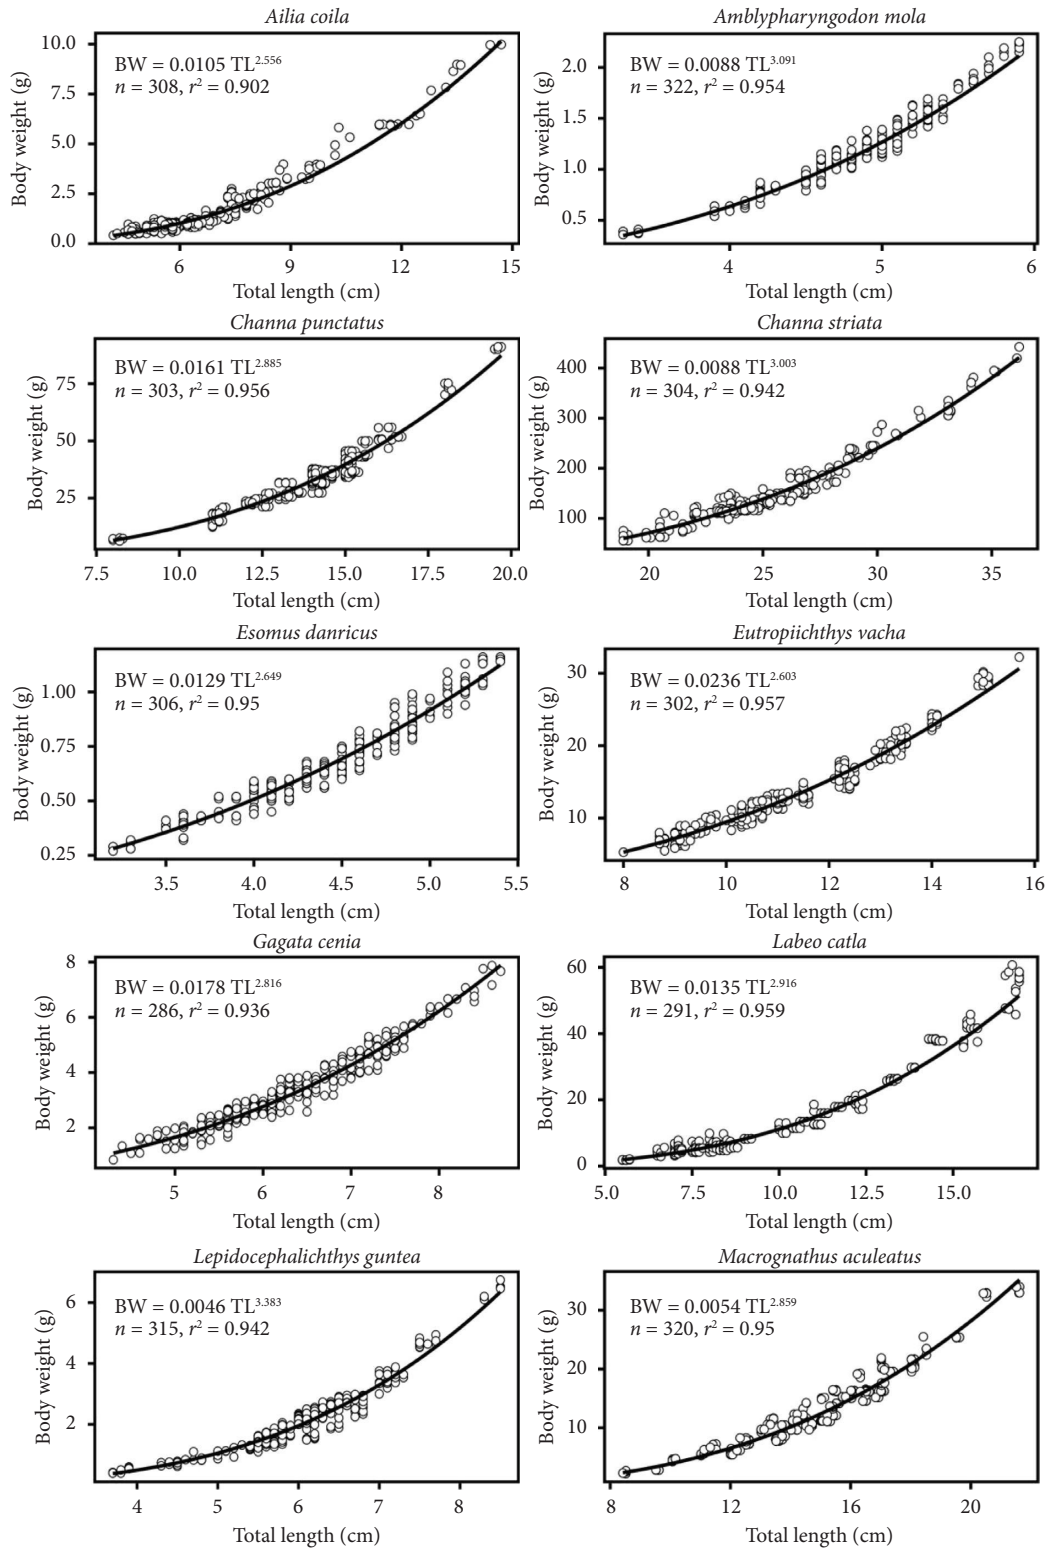 Ailia coila
BW = 0.0105 TL^2.556
n = 308, r² = 0.902
Body weight (g)
10.0
7.5
5.0
2.5
0.0
6 9 12 15
Total length (cm)
Amblypharyngodon mola
BW = 0.0088 TL^3.091
n = 322, r² = 0.954
Body weight (g)
2.0
1.5
1.0
0.5
4 5 6
Total length (cm)
Channa punctatus
BW = 0.0161 TL^2.885
n = 303, r² = 0.956
Body weight (g)
75
50
25
7.5 10.0 12.5 15.0 17.5 20.0
Total length (cm)
Channa striata
BW = 0.0088 TL^3.003
n = 304, r² = 0.942
Body weight (g)
400
300
200
100
20 25 30 35
Total length (cm)
Esomus danricus
BW = 0.0129 TL^2.649
n = 306, r² = 0.95
Body weight (g)
1.00
0.75
0.50
0.25
3.5 4.0 4.5 5.0 5.5
Total length (cm)
Eutropiichthys vacha
BW = 0.0236 TL^2.603
n = 302, r² = 0.957
Body weight (g)
30
20
10
8 10 12 14 16
Total length (cm)
Gagata cenia
BW = 0.0178 TL^2.816
n = 286, r² = 0.936
Body weight (g)
8
6
4
2
5 6 7 8
Total length (cm)
Labeo catla
BW = 0.0135 TL^2.916
n = 291, r² = 0.959
Body weight (g)
60
40
20
0
5.0 7.5 10.0 12.5 15.0
Total length (cm)
Lepidocephalichthys guntea
BW = 0.0046 TL^3.383
n = 315, r² = 0.942
Body weight (g)
6
4
2
4 5 6 7 8
Total length (cm)
Macrognathus aculeatus
BW = 0.0054 TL^2.859
n = 320, r² = 0.95
Body weight (g)
30
20
10
8 12 16 20
Total length (cm)